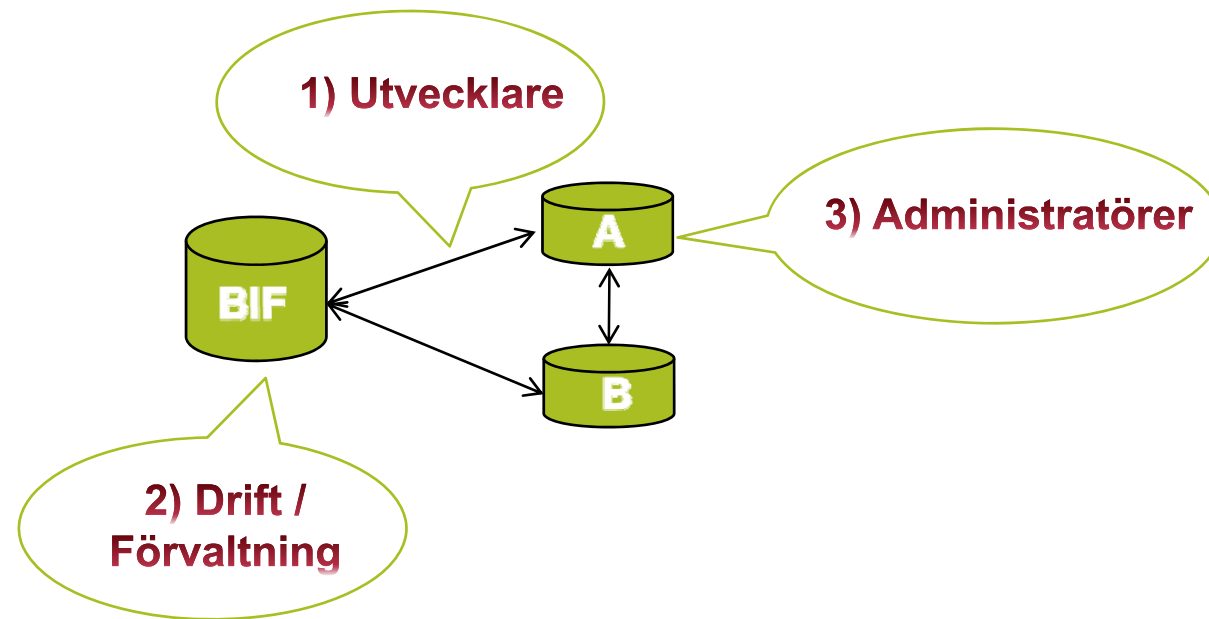 1) Utvecklare
3) Administratörer
A
BIF
B
2) Drift /
Förvaltning